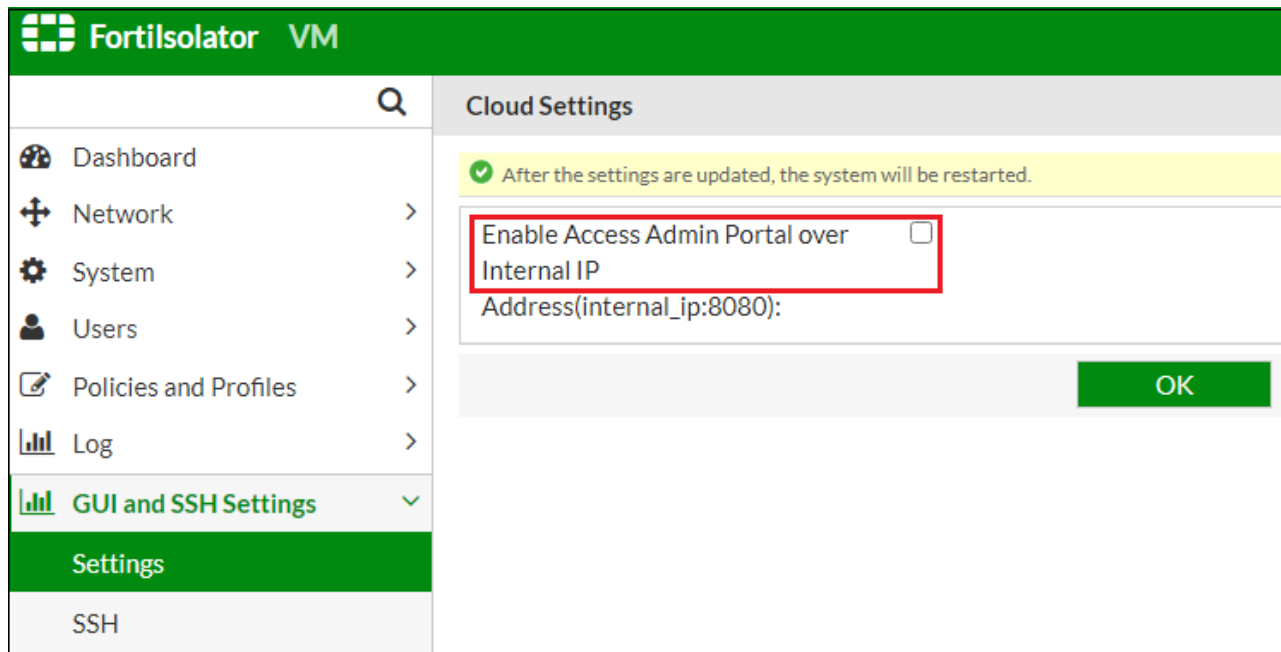 FortiIsolator VM
Cloud Settings
Dashboard
Network
System
Users
Policies and Profiles
Log
GUI and SSH Settings
Settings
SSH
After the settings are updated, the system will be restarted.
Enable Access Admin Portal over
Internal IP
Address(internal_ip:8080):
OK